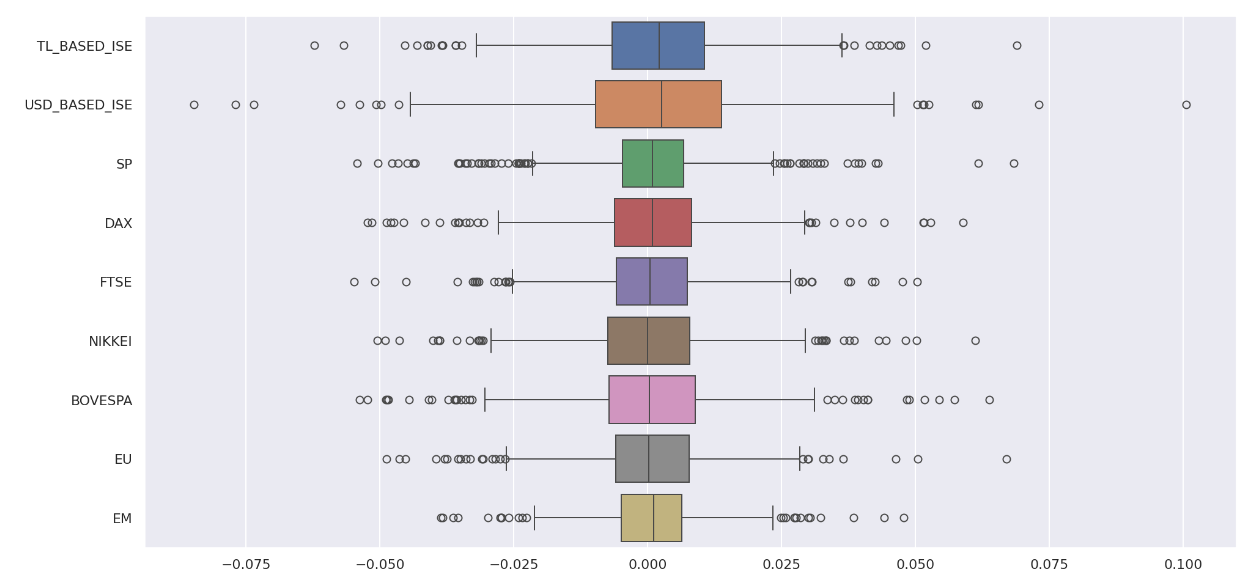 TL_BASED_ISE
USD_BASED_ISE
SP
DAX
FTSE
NIKKEI
BOVESPA
EU
EM
−0.075 −0.050 −0.025 0.000 0.025 0.050 0.075 0.100